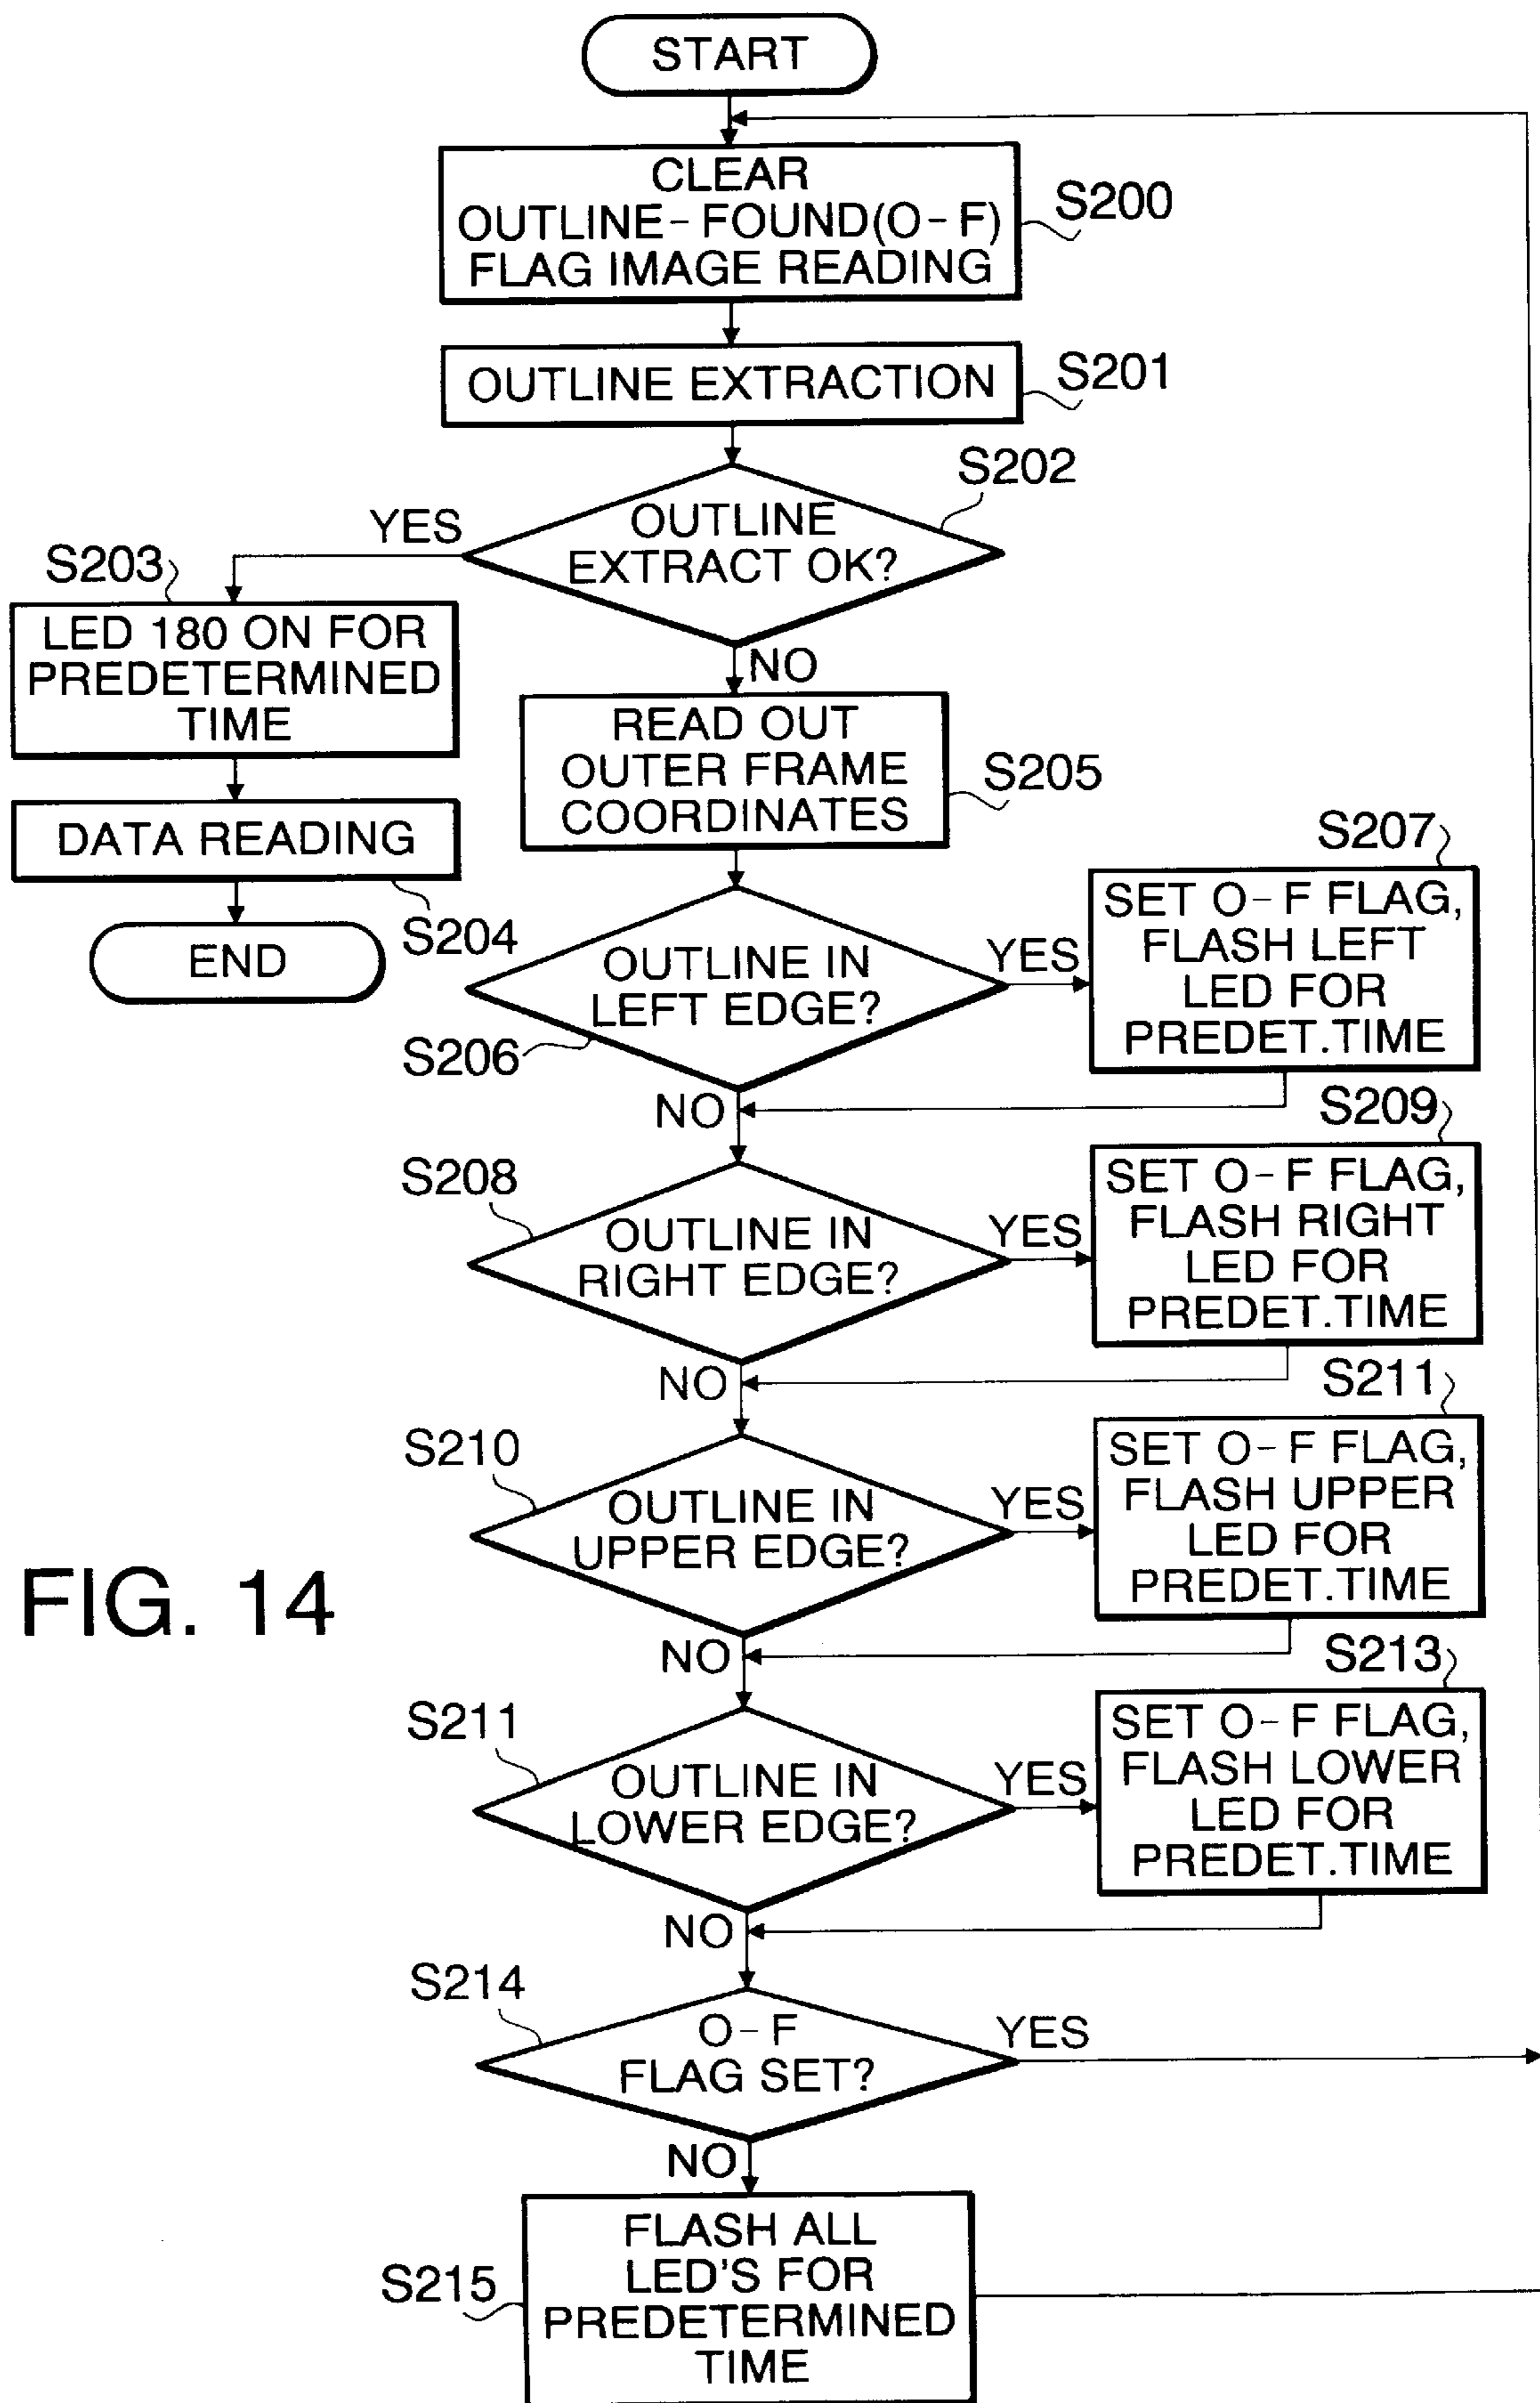 START
CLEAR
OUTLINE-FOUND(O-F)
FLAG IMAGE READING
S200
OUTLINE EXTRACTION
S201
S202
OUTLINE
EXTRACT OK?
YES
NO
S203
LED 180 ON FOR
PREDETERMINED
TIME
DATA READING
S204
END
READ OUT
OUTER FRAME
COORDINATES
S205
OUTLINE IN
LEFT EDGE?
S206
YES
NO
S207
SET O-F FLAG,
FLASH LEFT
LED FOR
PREDET.TIME
S208
OUTLINE IN
RIGHT EDGE?
YES
NO
S209
SET O-F FLAG,
FLASH RIGHT
LED FOR
PREDET.TIME
S210
OUTLINE IN
UPPER EDGE?
YES
NO
S211
SET O-F FLAG,
FLASH UPPER
LED FOR
PREDET.TIME
FIG. 14
S211
OUTLINE IN
LOWER EDGE?
YES
NO
S213
SET O-F FLAG,
FLASH LOWER
LED FOR
PREDET.TIME
S214
O-F
FLAG SET?
YES
NO
S215
FLASH ALL
LED'S FOR
PREDETERMINED
TIME